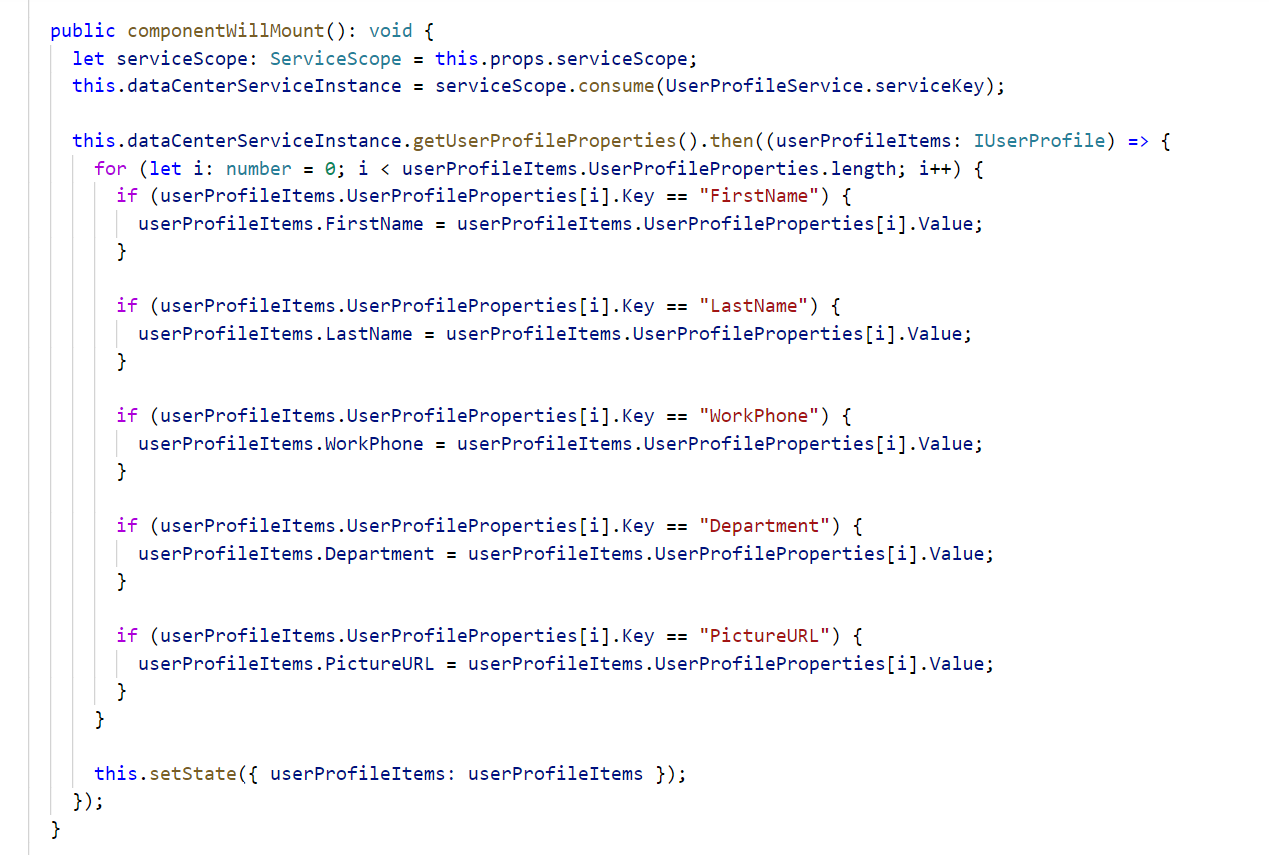 public componentWillMount(): void {
let serviceScope: ServiceScope = this.props.serviceScope;
this.dataCenterServiceInstance = serviceScope.consume(UserProfileService.serviceKey);
this.dataCenterServiceInstance.getUserProfileProperties().then((userProfileItems: IUserProfile) => {
for (let i: number = 0; i < userProfileItems.UserProfileProperties.length; i++) {
if (userProfileItems.UserProfileProperties[i].Key == "FirstName") {
userProfileItems.FirstName = userProfileItems.UserProfileProperties[i].Value;
}
if (userProfileItems.UserProfileProperties[i].Key == "LastName") {
userProfileItems.LastName = userProfileItems.UserProfileProperties[i].Value;
}
if (userProfileItems.UserProfileProperties[i].Key == "WorkPhone") {
userProfileItems.WorkPhone = userProfileItems.UserProfileProperties[i].Value;
}
if (userProfileItems.UserProfileProperties[i].Key == "Department") {
userProfileItems.Department = userProfileItems.UserProfileProperties[i].Value;
}
if (userProfileItems.UserProfileProperties[i].Key == "PictureURL") {
userProfileItems.PictureURL = userProfileItems.UserProfileProperties[i].Value;
}
}
this.setState({ userProfileItems: userProfileItems });
});
}